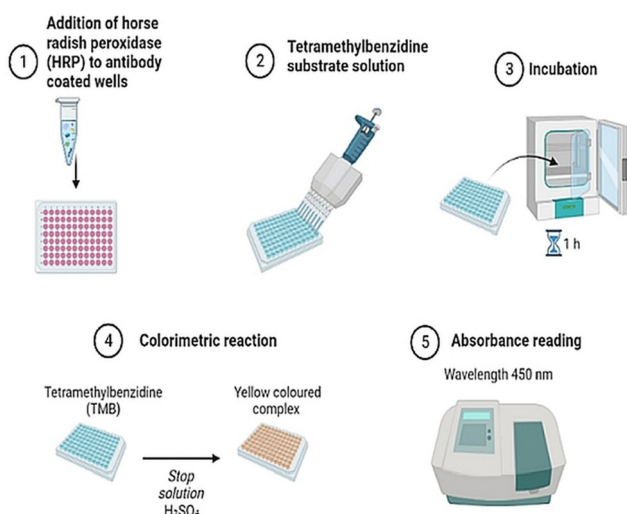 1
Addition of horse
radish peroxidase
(HRP) to antibody
coated wells
2
Tetramethylbenzidine
substrate solution
3
Incubation
1 h
4
Colorimetric reaction
Tetramethylbenzidine
(TMB)
Stop
solution
H₂SO₄
Yellow coloured
complex
5
Absorbance reading
Wavelength 450 nm